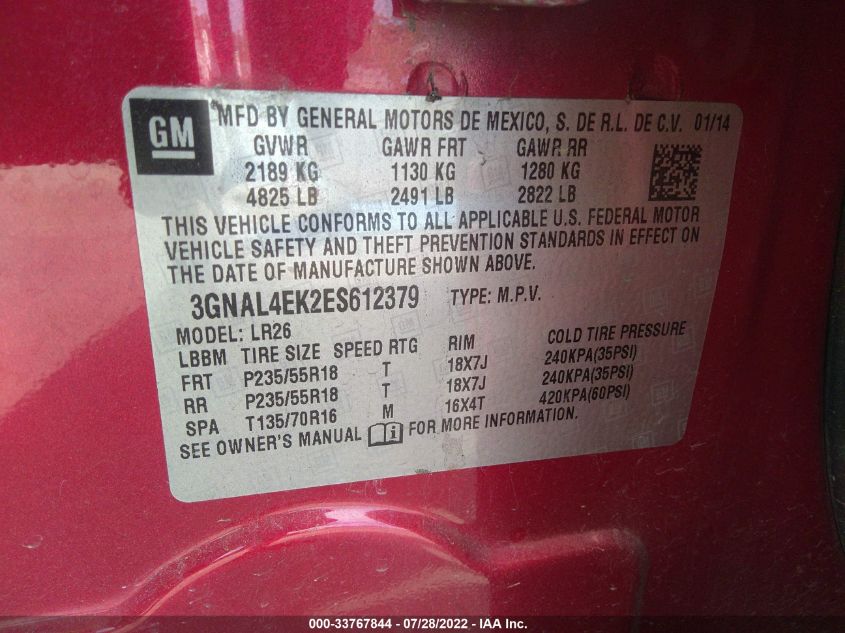 GM
®MFD BY GENERAL MOTORS DE MEXICO, S. DE R.L. DE C.V. 01/14
GVWR GAWR FRT GAWR RR
2189 KG 1130 KG 1280 KG
4825 LB 2491 LB 2822 LB
THIS VEHICLE CONFORMS TO ALL APPLICABLE U.S. FEDERAL MOTOR
VEHICLE SAFETY AND THEFT PREVENTION STANDARDS IN EFFECT ON
THE DATE OF MANUFACTURE SHOWN ABOVE.
3GNAL4EK2ES612379 TYPE: M.P.V.
MODEL: LR26
LBBM TIRE SIZE SPEED RTG RIM COLD TIRE PRESSURE
FRT P235/55R18 T 18X7J 240KPA(35PSI)
RR P235/55R18 T 18X7J 240KPA(35PSI)
SPA T135/70R16 M 16X4T 420KPA(60PSI)
SEE OWNER'S MANUAL i FOR MORE INFORMATION.
000-33767844 - 07/28/2022 - IAA Inc.